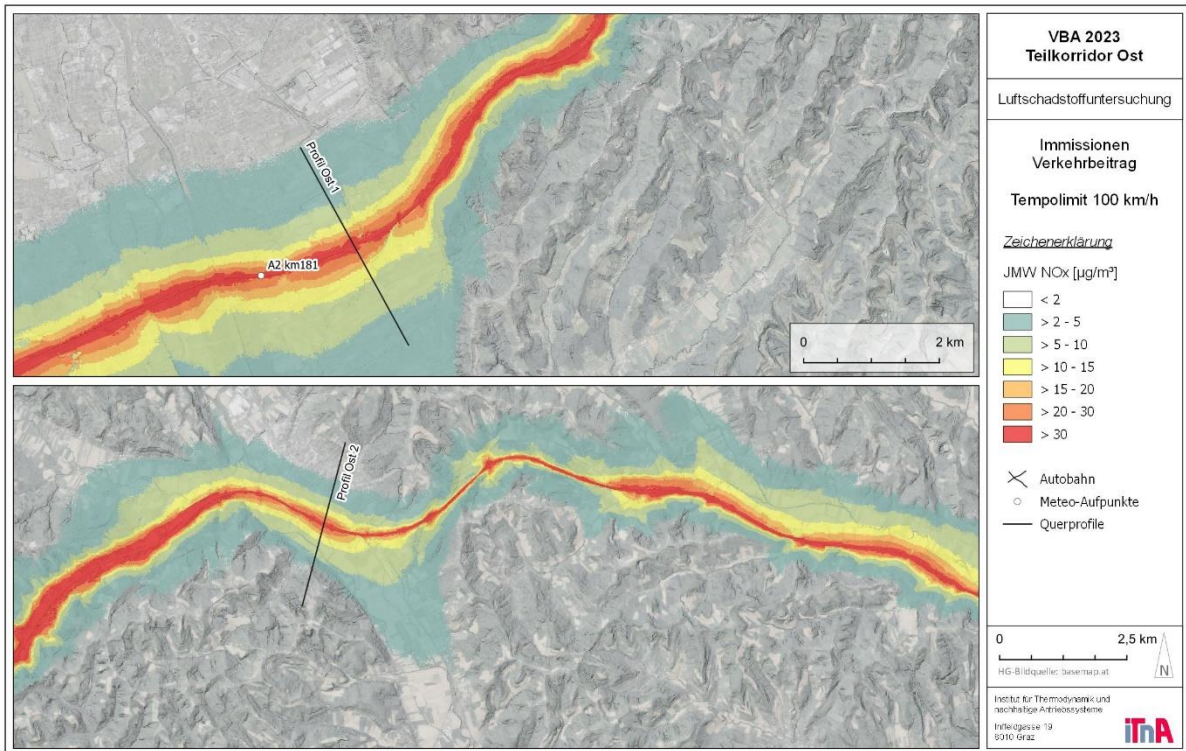 Profil Ost 1
A2 km181
0 2 km
Profil Ost 2
VBA 2023
Teilkorridor Ost
Luftschadstoffuntersuchung
Immissionen
Verkehrbeitrag
Tempolimit 100 km/h
Zeichenerklärung
JMW NOx [µg/m³]
< 2
> 2 - 5
> 5 - 10
> 10 - 15
> 15 - 20
> 20 - 30
> 30
Autobahn
Meteo-Aufpunkte
Querprofile
0 2,5 km
N
HG-Bildquelle: basemap.at
Institut für Thermodynamik und
nachhaltige Antriebssysteme
Inffeldgasse 19
8010 Graz
iTnA